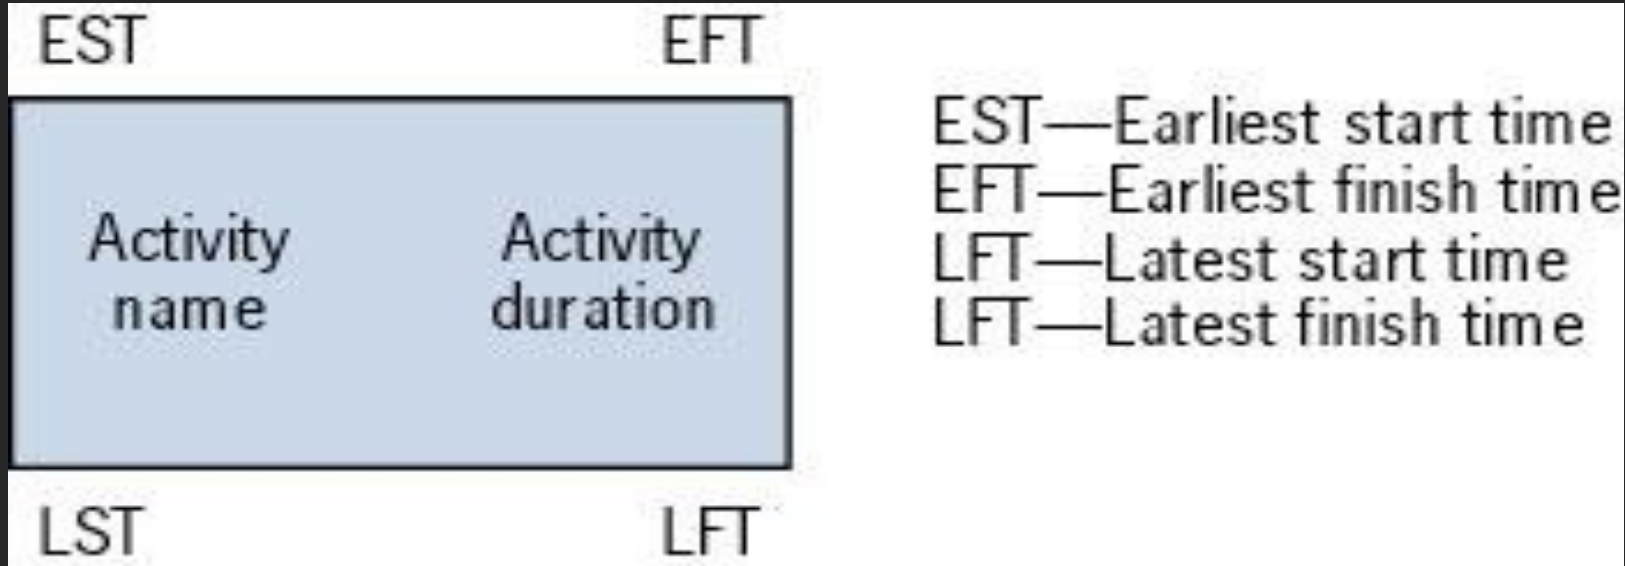 EST EFT
Activity Activity
name duration
LST LFT
EST—Earliest start time
EFT—Earliest finish time
LFT—Latest start time
LFT—Latest finish time